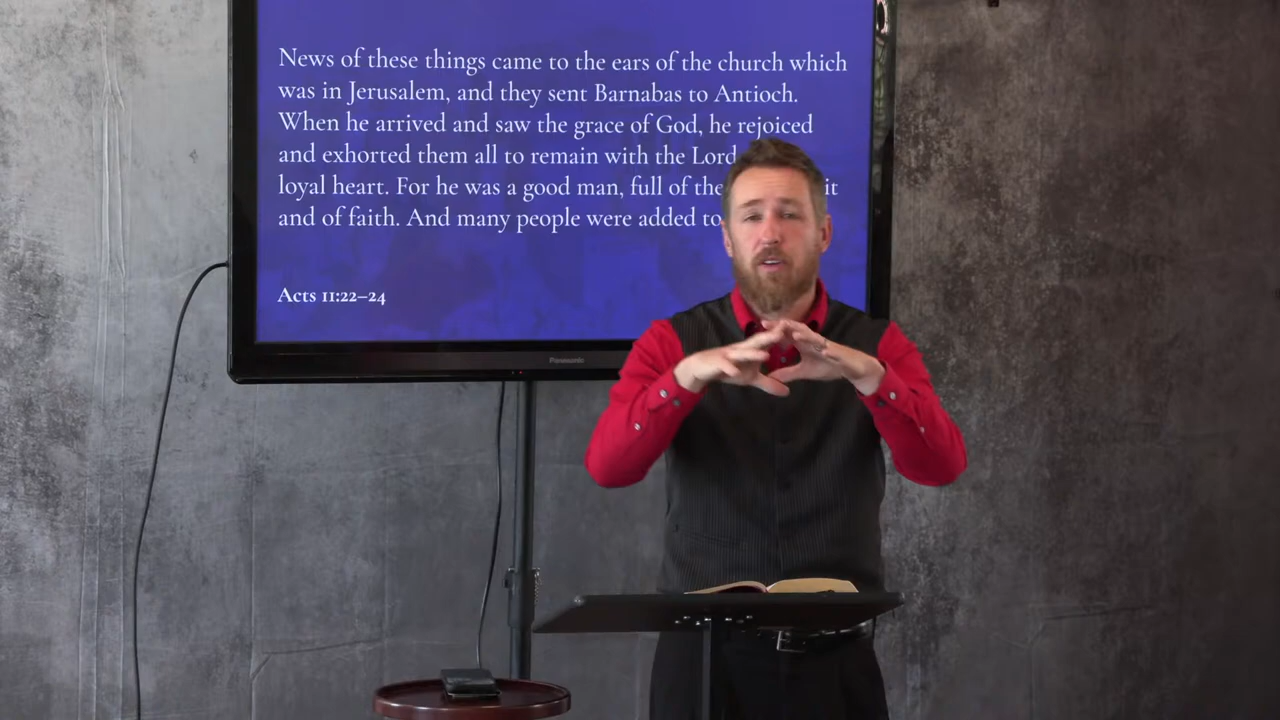 News of these things came to the ears of the church which
was in Jerusalem, and they sent Barnabas to Antioch.
When he arrived and saw the grace of God, he rejoiced
and exhorted them all to remain with the Lord
loyal heart. For he was a good man, full of the it
and of faith. And many people were added to
Acts 11:22–24
Panasonic